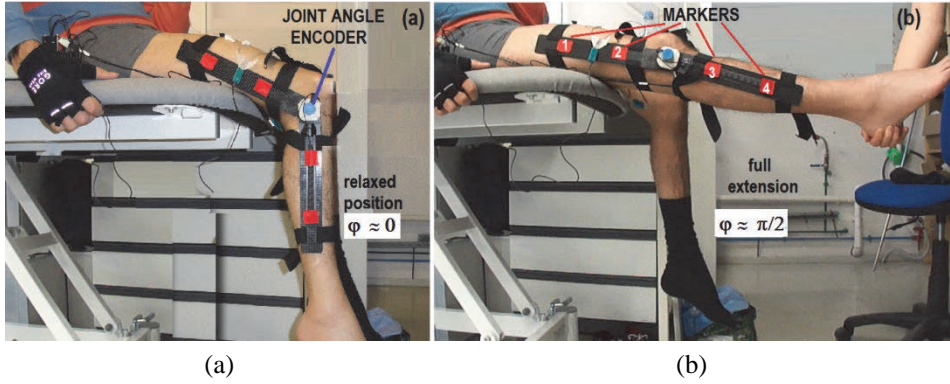 JOINT ANGLE
ENCODER
(a)
relaxed
position
φ ≈ 0
MARKERS
(b)
1
2
3
4
full
extension
φ ≈ π/2
(a)
(b)